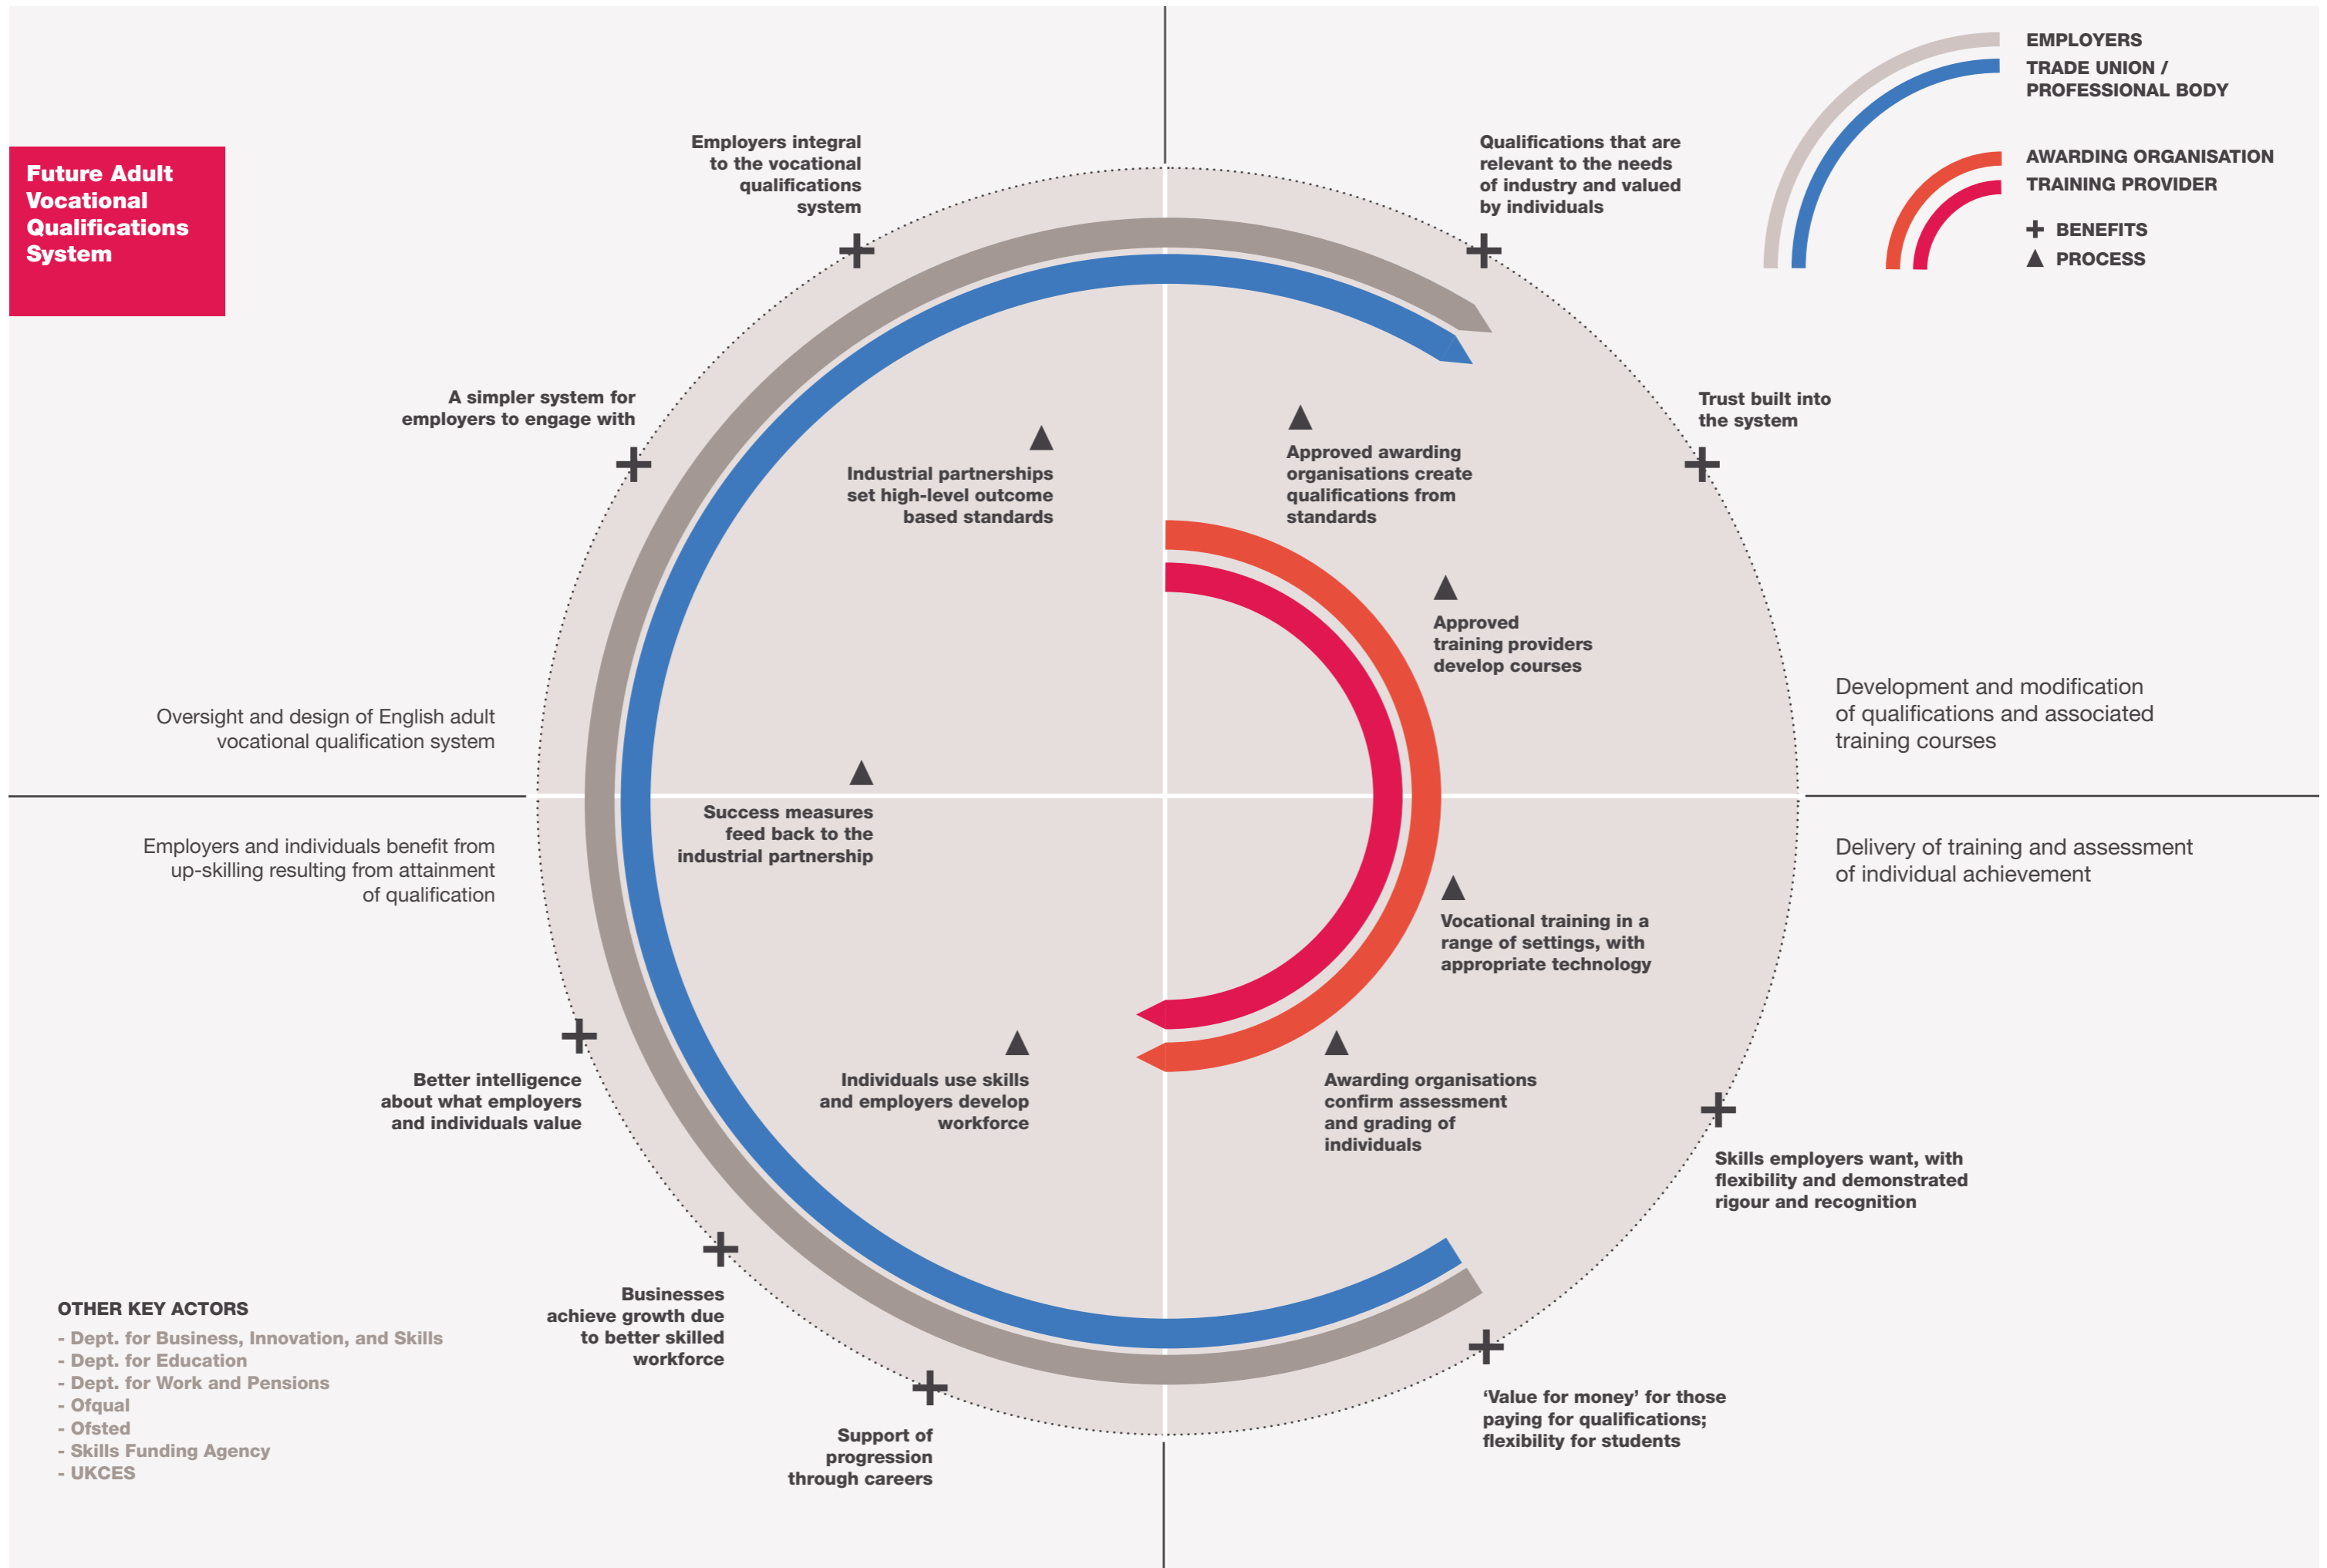 Future Adult
Vocational
Qualifications
System
EMPLOYERS
TRADE UNION /
PROFESSIONAL BODY
AWARDING ORGANISATION
TRAINING PROVIDER
BENEFITS
PROCESS
Employers integral
to the vocational
qualifications
system
Qualifications that are
relevant to the needs
of industry and valued
by individuals
A simpler system for
employers to engage with
Trust built into
the system
Industrial partnerships
set high-level outcome
based standards
Approved awarding
organisations create
qualifications from
standards
Approved
training providers
develop courses
Oversight and design of English adult
vocational qualification system
Development and modification
of qualifications and associated
training courses
Success measures
feed back to the
industrial partnership
Employers and individuals benefit from
up-skilling resulting from attainment
of qualification
Delivery of training and assessment
of individual achievement
Vocational training in a
range of settings, with
appropriate technology
Better intelligence
about what employers
and individuals value
Individuals use skills
and employers develop
workforce
Awarding organisations
confirm assessment
and grading of
individuals
Skills employers want, with
flexibility and demonstrated
rigour and recognition
Businesses
achieve growth due
to better skilled
workforce
Support of
progression
through careers
‘Value for money’ for those
paying for qualifications;
flexibility for students
OTHER KEY ACTORS
- Dept. for Business, Innovation, and Skills
- Dept. for Education
- Dept. for Work and Pensions
- Ofqual
- Ofsted
- Skills Funding Agency
- UKCES